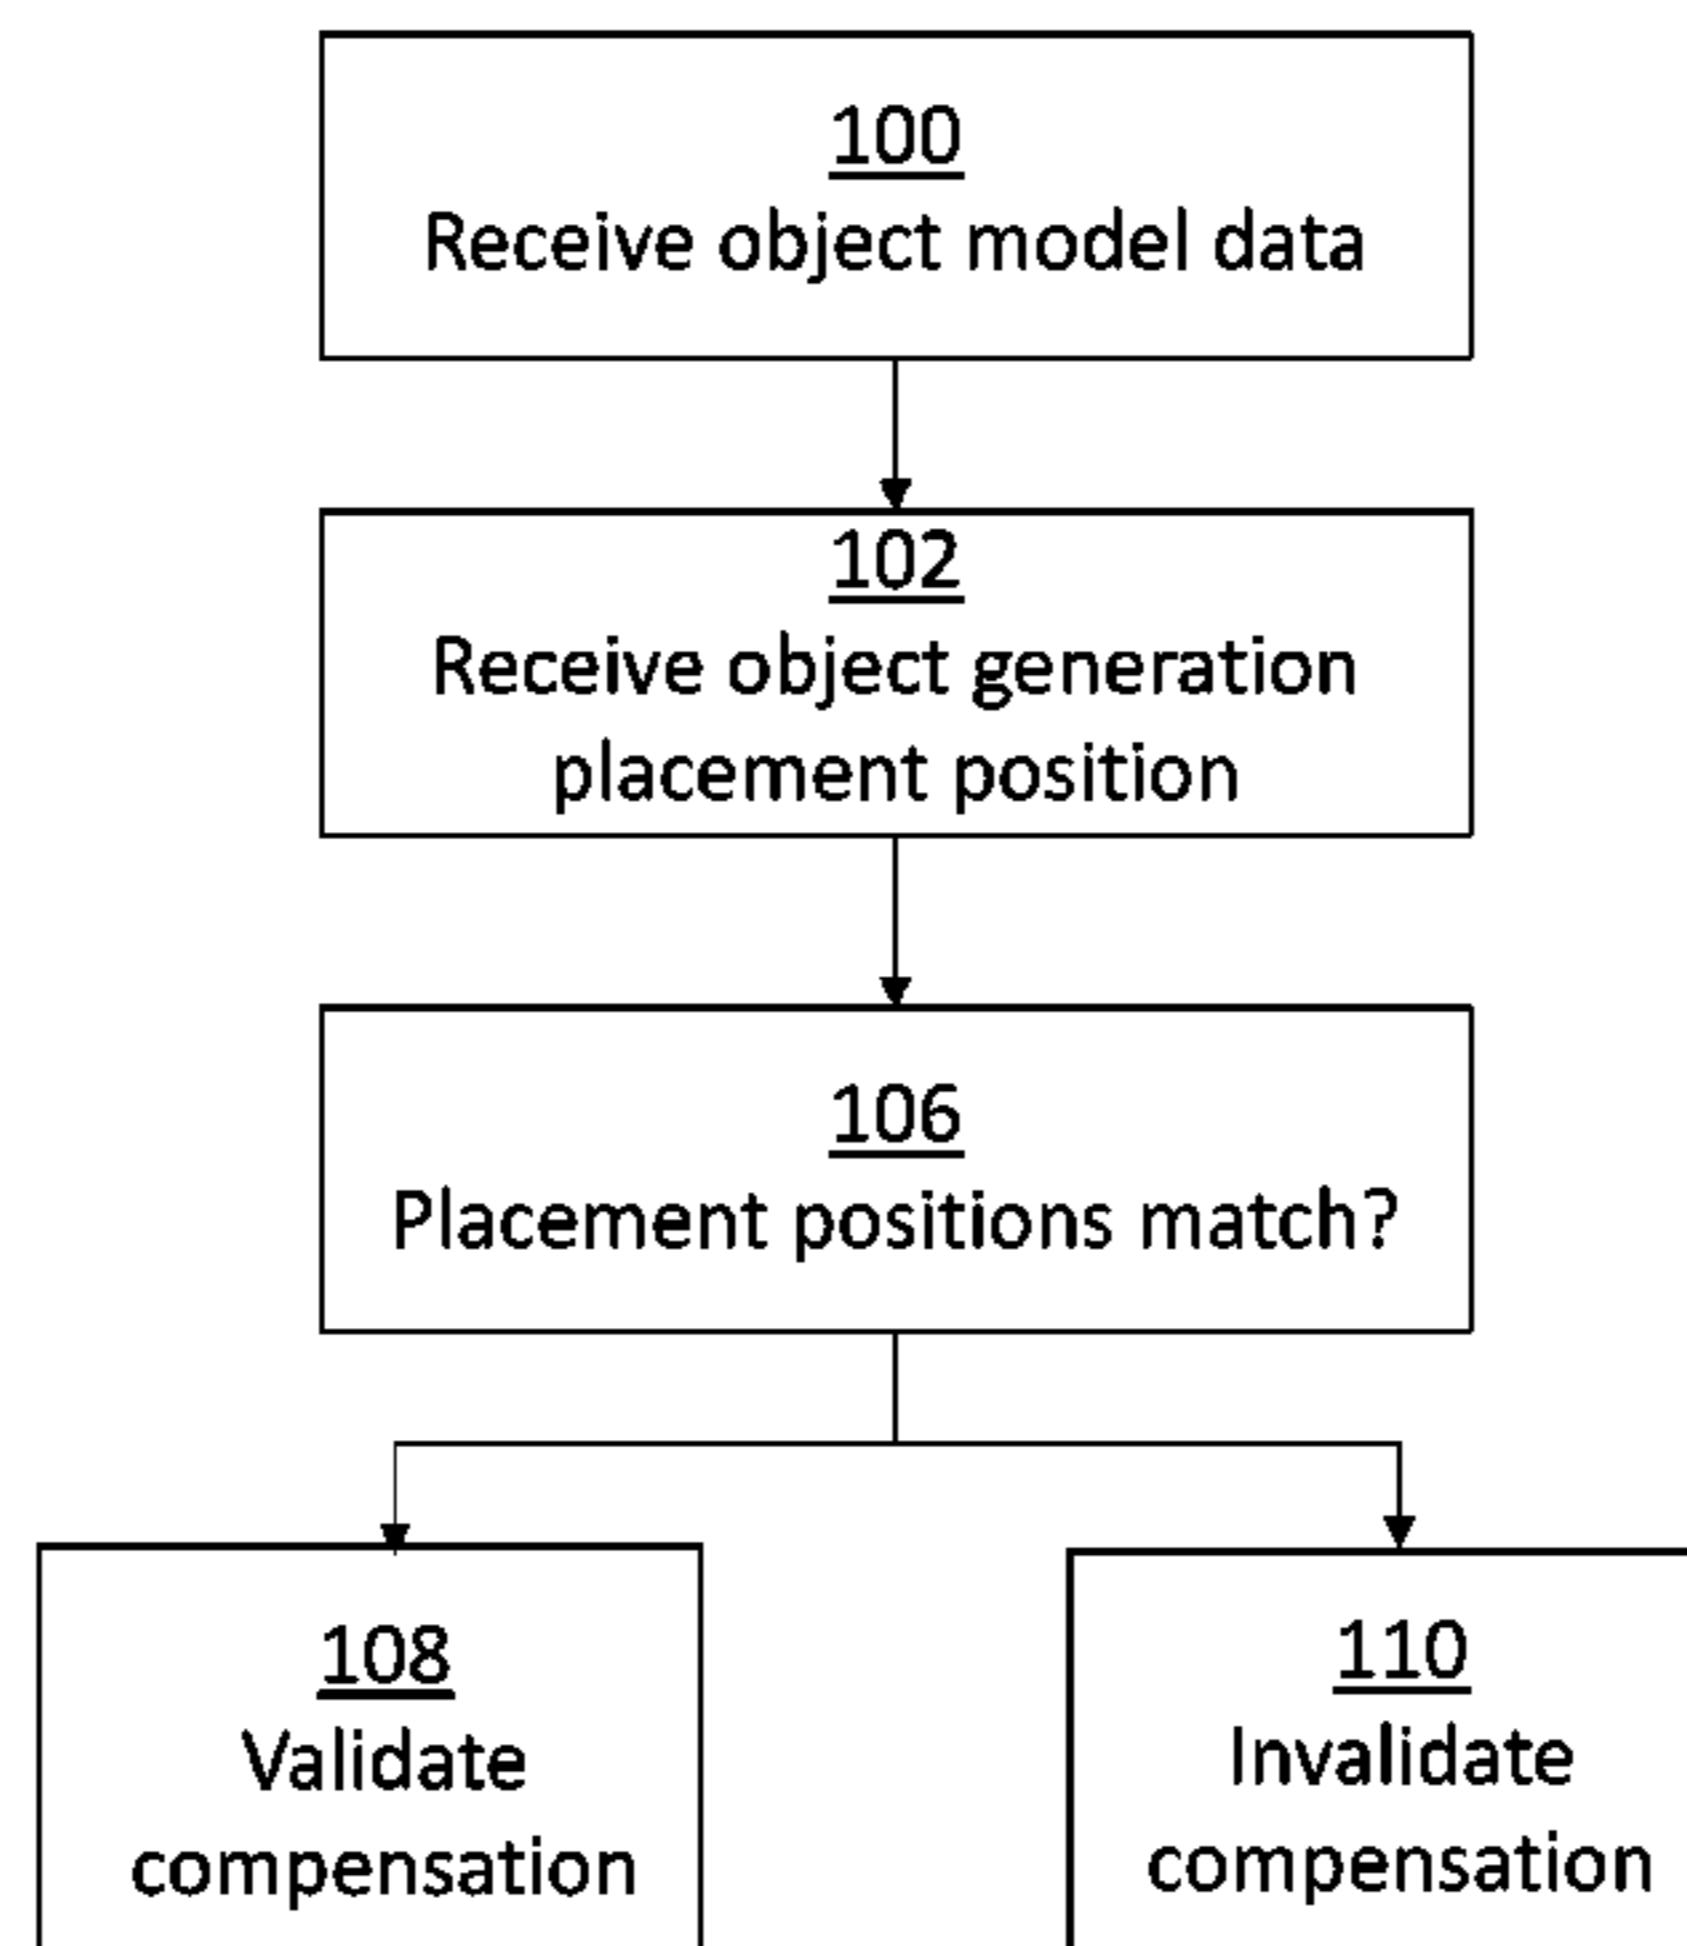 100
Receive object model data
102
Receive object generation
placement position
106
Placement positions match?
108
Validate
compensation
110
Invalidate
compensation